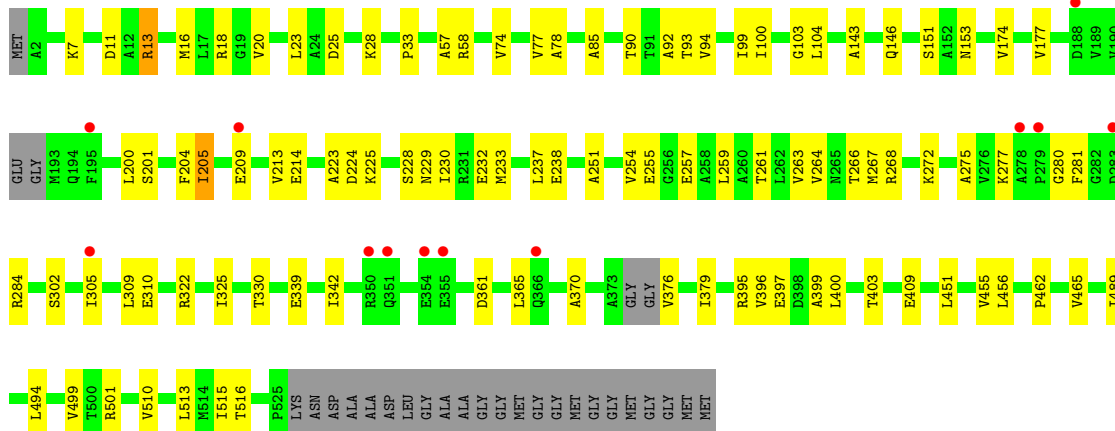 MET A2 K7 D11 A12 R13 M16 L17 R18 G19 V20 L23 A24 D25 K28 P33 A57 R58 V74 V77 A78 A85 T90 T91 A92 T93 V94 I99 I100 G103 L104 A143 Q146 S151 A152 N153 V174 V177 D188 V189
GLU GLY M193 Q194 F195 L200 S201 F204 I205 E209 V213 E214 A223 D224 K225 S228 N229 I230 R231 E232 M233 L237 E238 A251 V254 E255 G256 E257 A258 L259 A260 T261 L262 V263 V264 N265 T266 M267 R268 K272 A275 V276 K277 A278 P279 G280 F281 G282 D283
R284 S302 I305 L309 E310 R322 I325 T330 E339 I342 R350 Q351 E354 E355 D361 L365 Q366 A370 A373 GLY GLY V376 I379 R395 V396 E397 D398 A399 L400 T403 E409 L451 V455 L456 P462 V465
L494 V499 T500 R501 V510 L513 M514 I515 T516 P525 LYS ASN ASP ALA ALA ASP LEU GLY ALA ALA GLY GLY MET GLY GLY MET GLY GLY MET GLY GLY MET MET